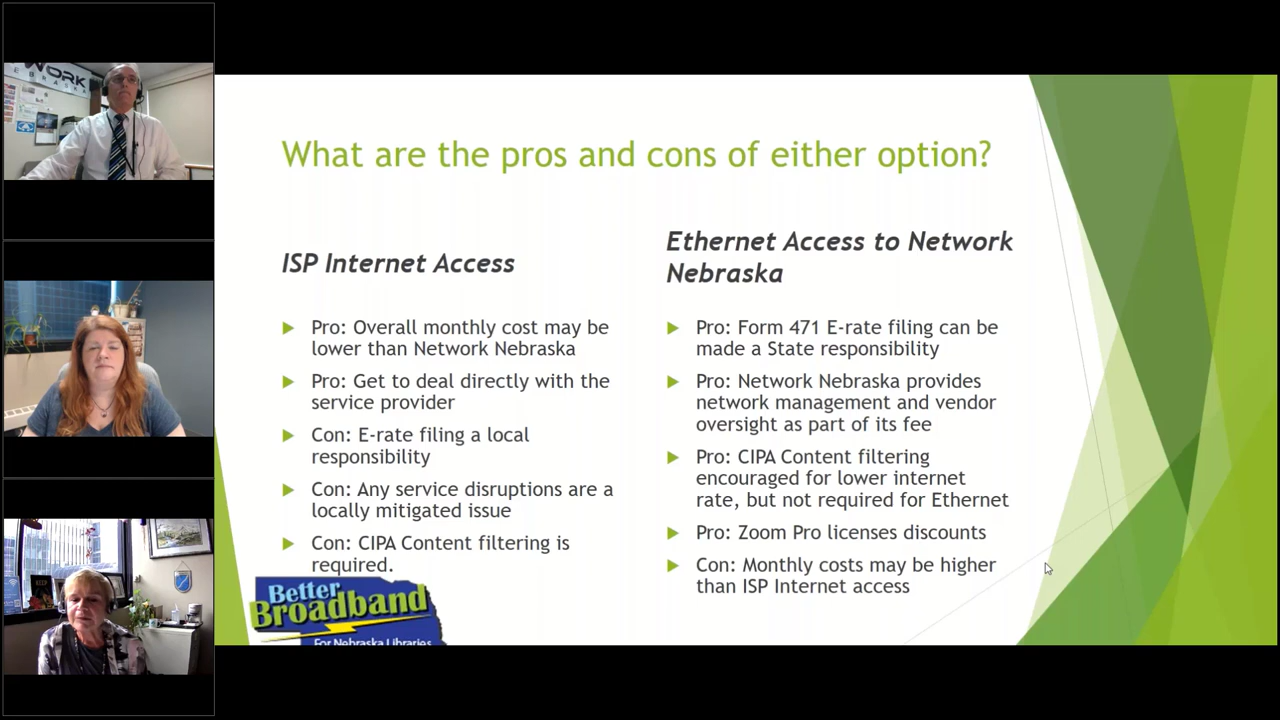 WORK
What are the pros and cons of either option?
ISP Internet Access
Pro: Overall monthly cost may be
lower than Network Nebraska
Pro: Get to deal directly with the
service provider
Con: E-rate filing a local
responsibility
Con: Any service disruptions are a
locally mitigated issue
Con: CIPA Content filtering is
required.
Ethernet Access to Network
Nebraska
Pro: Form 471 E-rate filing can be
made a State responsibility
Pro: Network Nebraska provides
network management and vendor
oversight as part of its fee
Pro: CIPA Content filtering
encouraged for lower internet
rate, but not required for Ethernet
Pro: Zoom Pro licenses discounts
Con: Monthly costs may be higher
than ISP Internet access
Better
Broadband
For Nebraska Libraries